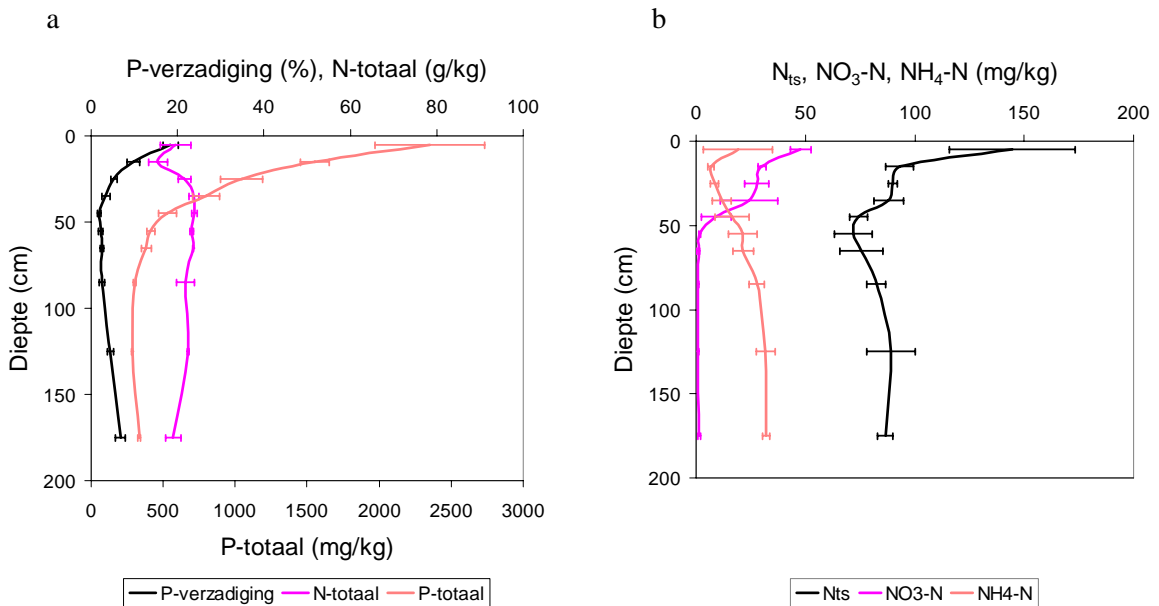 a
P-verzadiging (%), N-totaal (g/kg)
0 20 40 60 80 100
0
50
100
150
200
Diepte (cm)
0 500 1000 1500 2000 2500 3000
P-totaal (mg/kg)
P-verzadiging N-totaal P-totaal
b
Nts, NO3-N, NH4-N (mg/kg)
0 50 100 150 200
0
50
100
150
200
Diepte (cm)
Nts NO3-N NH4-N